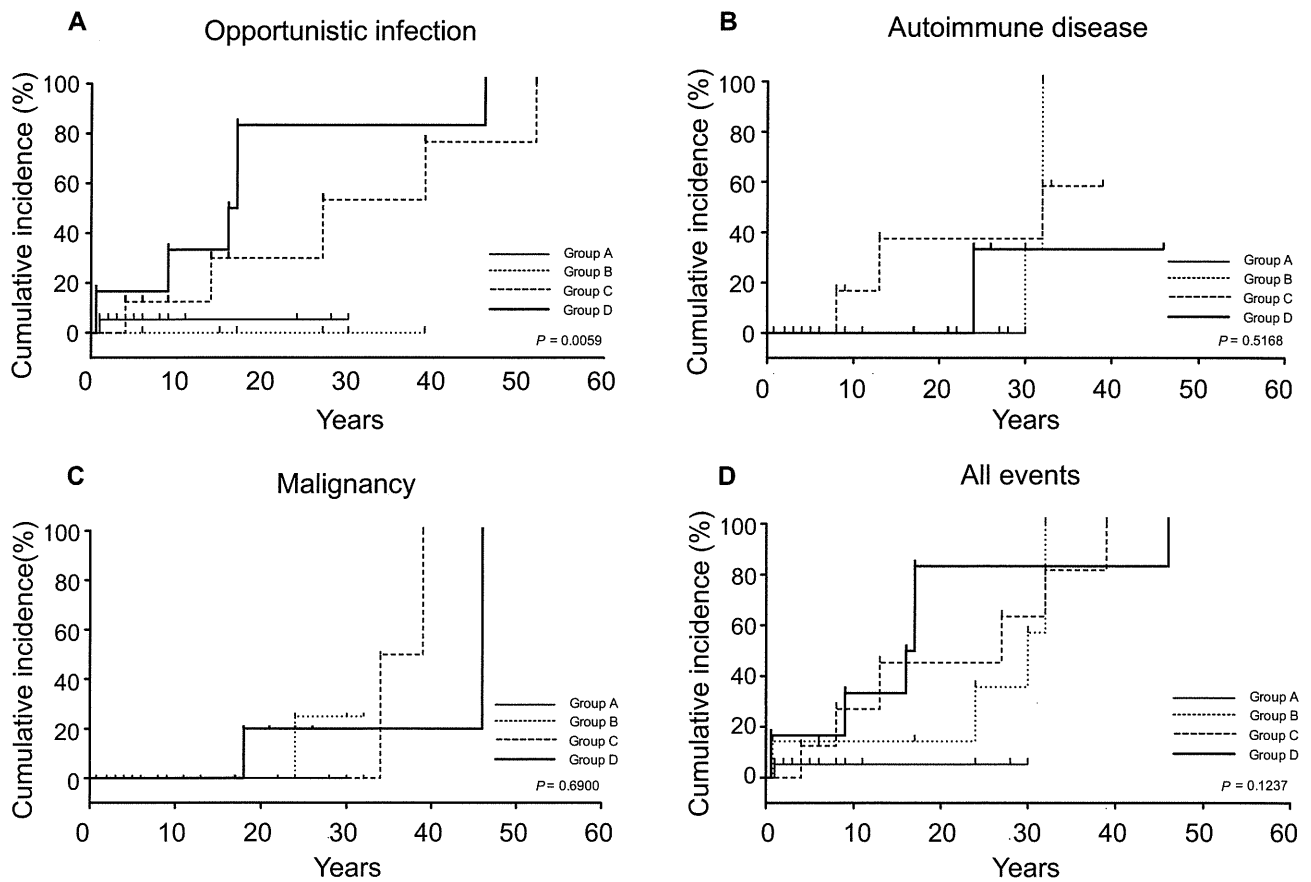 A
Opportunistic infection
Cumulative incidence (%)
100
80
60
40
20
0
Group A
Group B
Group C
Group D
P = 0.0059
0 10 20 30 40 50 60
Years
B
Autoimmune disease
Cumulative incidence (%)
100
80
60
40
20
0
Group A
Group B
Group C
Group D
P = 0.5168
0 10 20 30 40 50 60
Years
C
Malignancy
Cumulative incidence(%)
100
80
60
40
20
0
Group A
Group B
Group C
Group D
P = 0.6900
0 10 20 30 40 50 60
Years
D
All events
Cumulative incidence (%)
100
80
60
40
20
0
Group A
Group B
Group C
Group D
P = 0.1237
0 10 20 30 40 50 60
Years